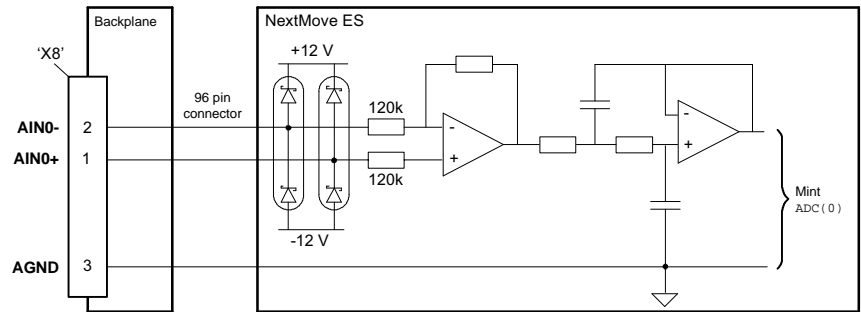 Backplane
NextMove ES
'X8'
+12 V
96 pin
connector
120k
AIN0- 2
-
-
AIN0+ 1
+
+
120k
Mint
ADC(0)
-12 V
AGND 3